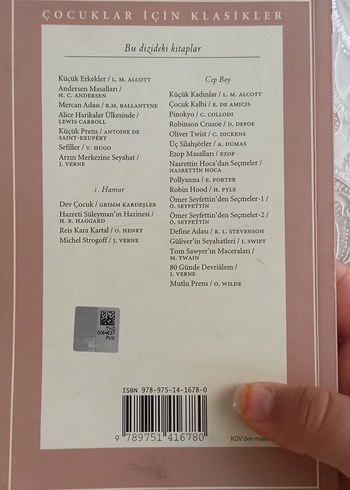 ÇOCUKLAR İÇİN KLASİKLER
Bu dizideki kitaplar
Küçük Erkekler / L. M. ALCOTT
Andersen Masalları /
H. C. ANDERSEN
Mercan Adası / R.M. BALLANTYNE
Alice Harikalar Ülkesinde /
LEWIS CARROLL
Küçük Prens / ANTOINE DE
SAINT-EXUPÉRY
Sefiller / V. HUGO
Arzın Merkezine Seyahat /
J. VERNE
1. Hamur
Dev Çocuk / GRIMM KARDEŞLER
Hazreti Süleyman'ın Hazinesi /
H. R. HAGGARD
Reis Kara Kartal / O. HENRY
Michel Strogoff / J. VERNE
Cep Boy
Küçük Kadınlar / L. M. ALCOTT
Çocuk Kalbi / E. DE AMICIS
Pinokyo / C. COLLODI
Robinson Crusoe / D. DEFOE
Oliver Twist / C. DICKENS
Üç Silahşörler / A. DUMAS
Ezop Masalları / EZOP
Nasrettin Hoca'dan Seçmeler /
NASRETTİN HOCA
Pollyanna / E. PORTER
Robin Hood / H. PYLE
Ömer Seyfettin'den Seçmeler-1 /
Ö. SEYFETTİN
Ömer Seyfettin'den Seçmeler-2 /
Ö. SEYFETTİN
Define Adası / R. L. STEVENSON
Güliver'in Seyahatleri / J. SWIFT
Tom Sawyer'ın Maceraları /
M. TWAIN
80 Günde Devriâlem /
J. VERNE
Mutlu Prens / O. WILDE
ISBN 978-975-14-1678-0
9 789751 416780
KDV'den